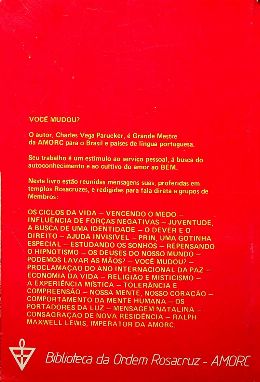 VOCÊ MUDOU?
O autor, Charles Vega Parucker, é Grande Mestre
da AMORC para o Brasil e países de língua portuguesa.
Seu trabalho é um estímulo ao serviço pessoal, à busca do
autoconhecimento e ao cultivo do amor ao BEM.
Neste livro estão reunidas mensagens suas, proferidas em
templos Rosacruzes, e redigidas para fala direta a grupos de
Membros:
OS CICLOS DA VIDA – VENCENDO O MEDO –
INFLUÊNCIA DE FORÇAS NEGATIVAS – JUVENTUDE,
A BUSCA DE UMA IDENTIDADE – O DEVER E O
DIREITO – AJUDA INVISÍVEL – PRIN, UMA GOTINHA
ESPECIAL – ESTUDANDO OS SONHOS – REPENSANDO
O HIPNOTISMO – OS DEUSES DO NOSSO MUNDO –
PODEMOS LAVAR AS MÃOS? – VOCÊ MUDOU? –
PROCLAMAÇÃO DO ANO INTERNACIONAL DA PAZ –
ECONOMIA DA VIDA – RELIGIÃO E MISTICISMO –
A EXPERIÊNCIA MÍSTICA – TOLERÂNCIA E
COMPREENSÃO – NOSSA MENTE, NOSSO CORAÇÃO –
COMPORTAMENTO DA MENTE HUMANA – OS
PORTADORES DA LUZ – MENSAGEM NATALINA –
CONSAGRAÇÃO DE NOVA RESIDÊNCIA – RALPH
MAXWELL LEWIS, IMPERATOR DA AMORC.
Biblioteca da Ordem Rosacruz – AMORC